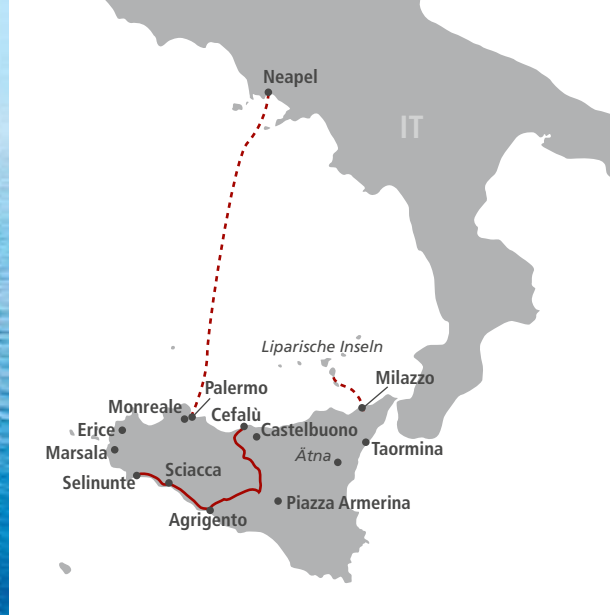 Neapel
IT
Liparische Inseln
Milazzo
Palermo
Monreale
Cefalù
Erice
Castelbuono
Taormina
Marsala
Ätna
Sciacca
Selinunte
Piazza Armerina
Agrigento